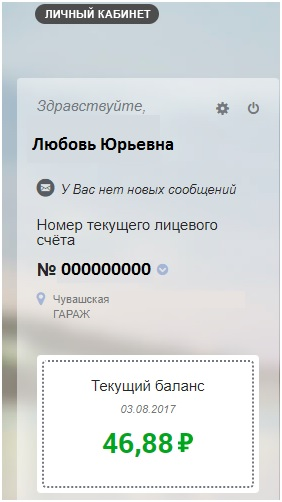 ЛИЧНЫЙ КАБИНЕТ
Здравствуйте,
Любовь Юрьевна
У Вас нет новых сообщений
Номер текущего лицевого
счёта
№ 000000000
Чувашская
ГАРАЖ
Текущий баланс
03.08.2017
46,88 ₽